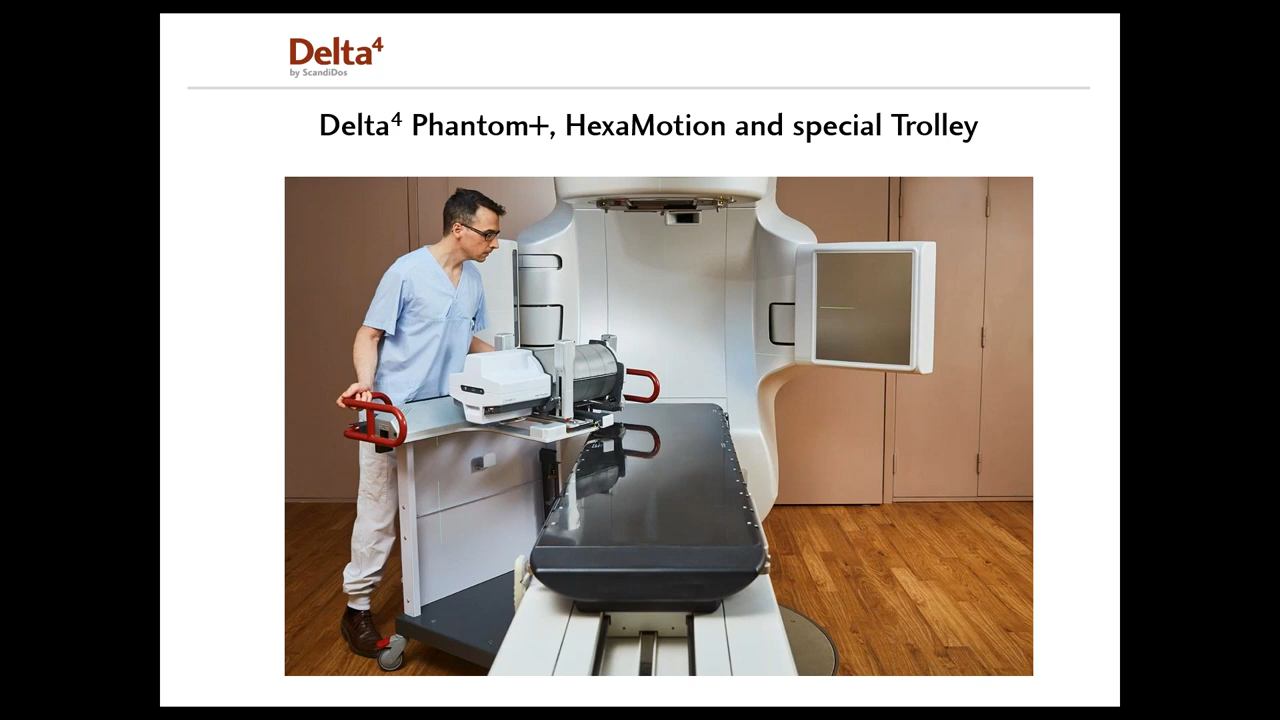 Delta⁴
by ScandiDos
Delta⁴ Phantom+, HexaMotion and special Trolley